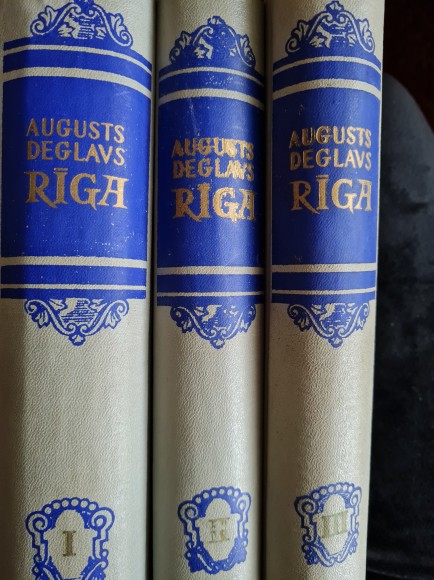 AUGUSTS
DEGLAVS
RĪGA
I
AUGUSTS
DEGLAVS
RĪGA
II
AUGUSTS
DEGLAVS
RĪGA
III